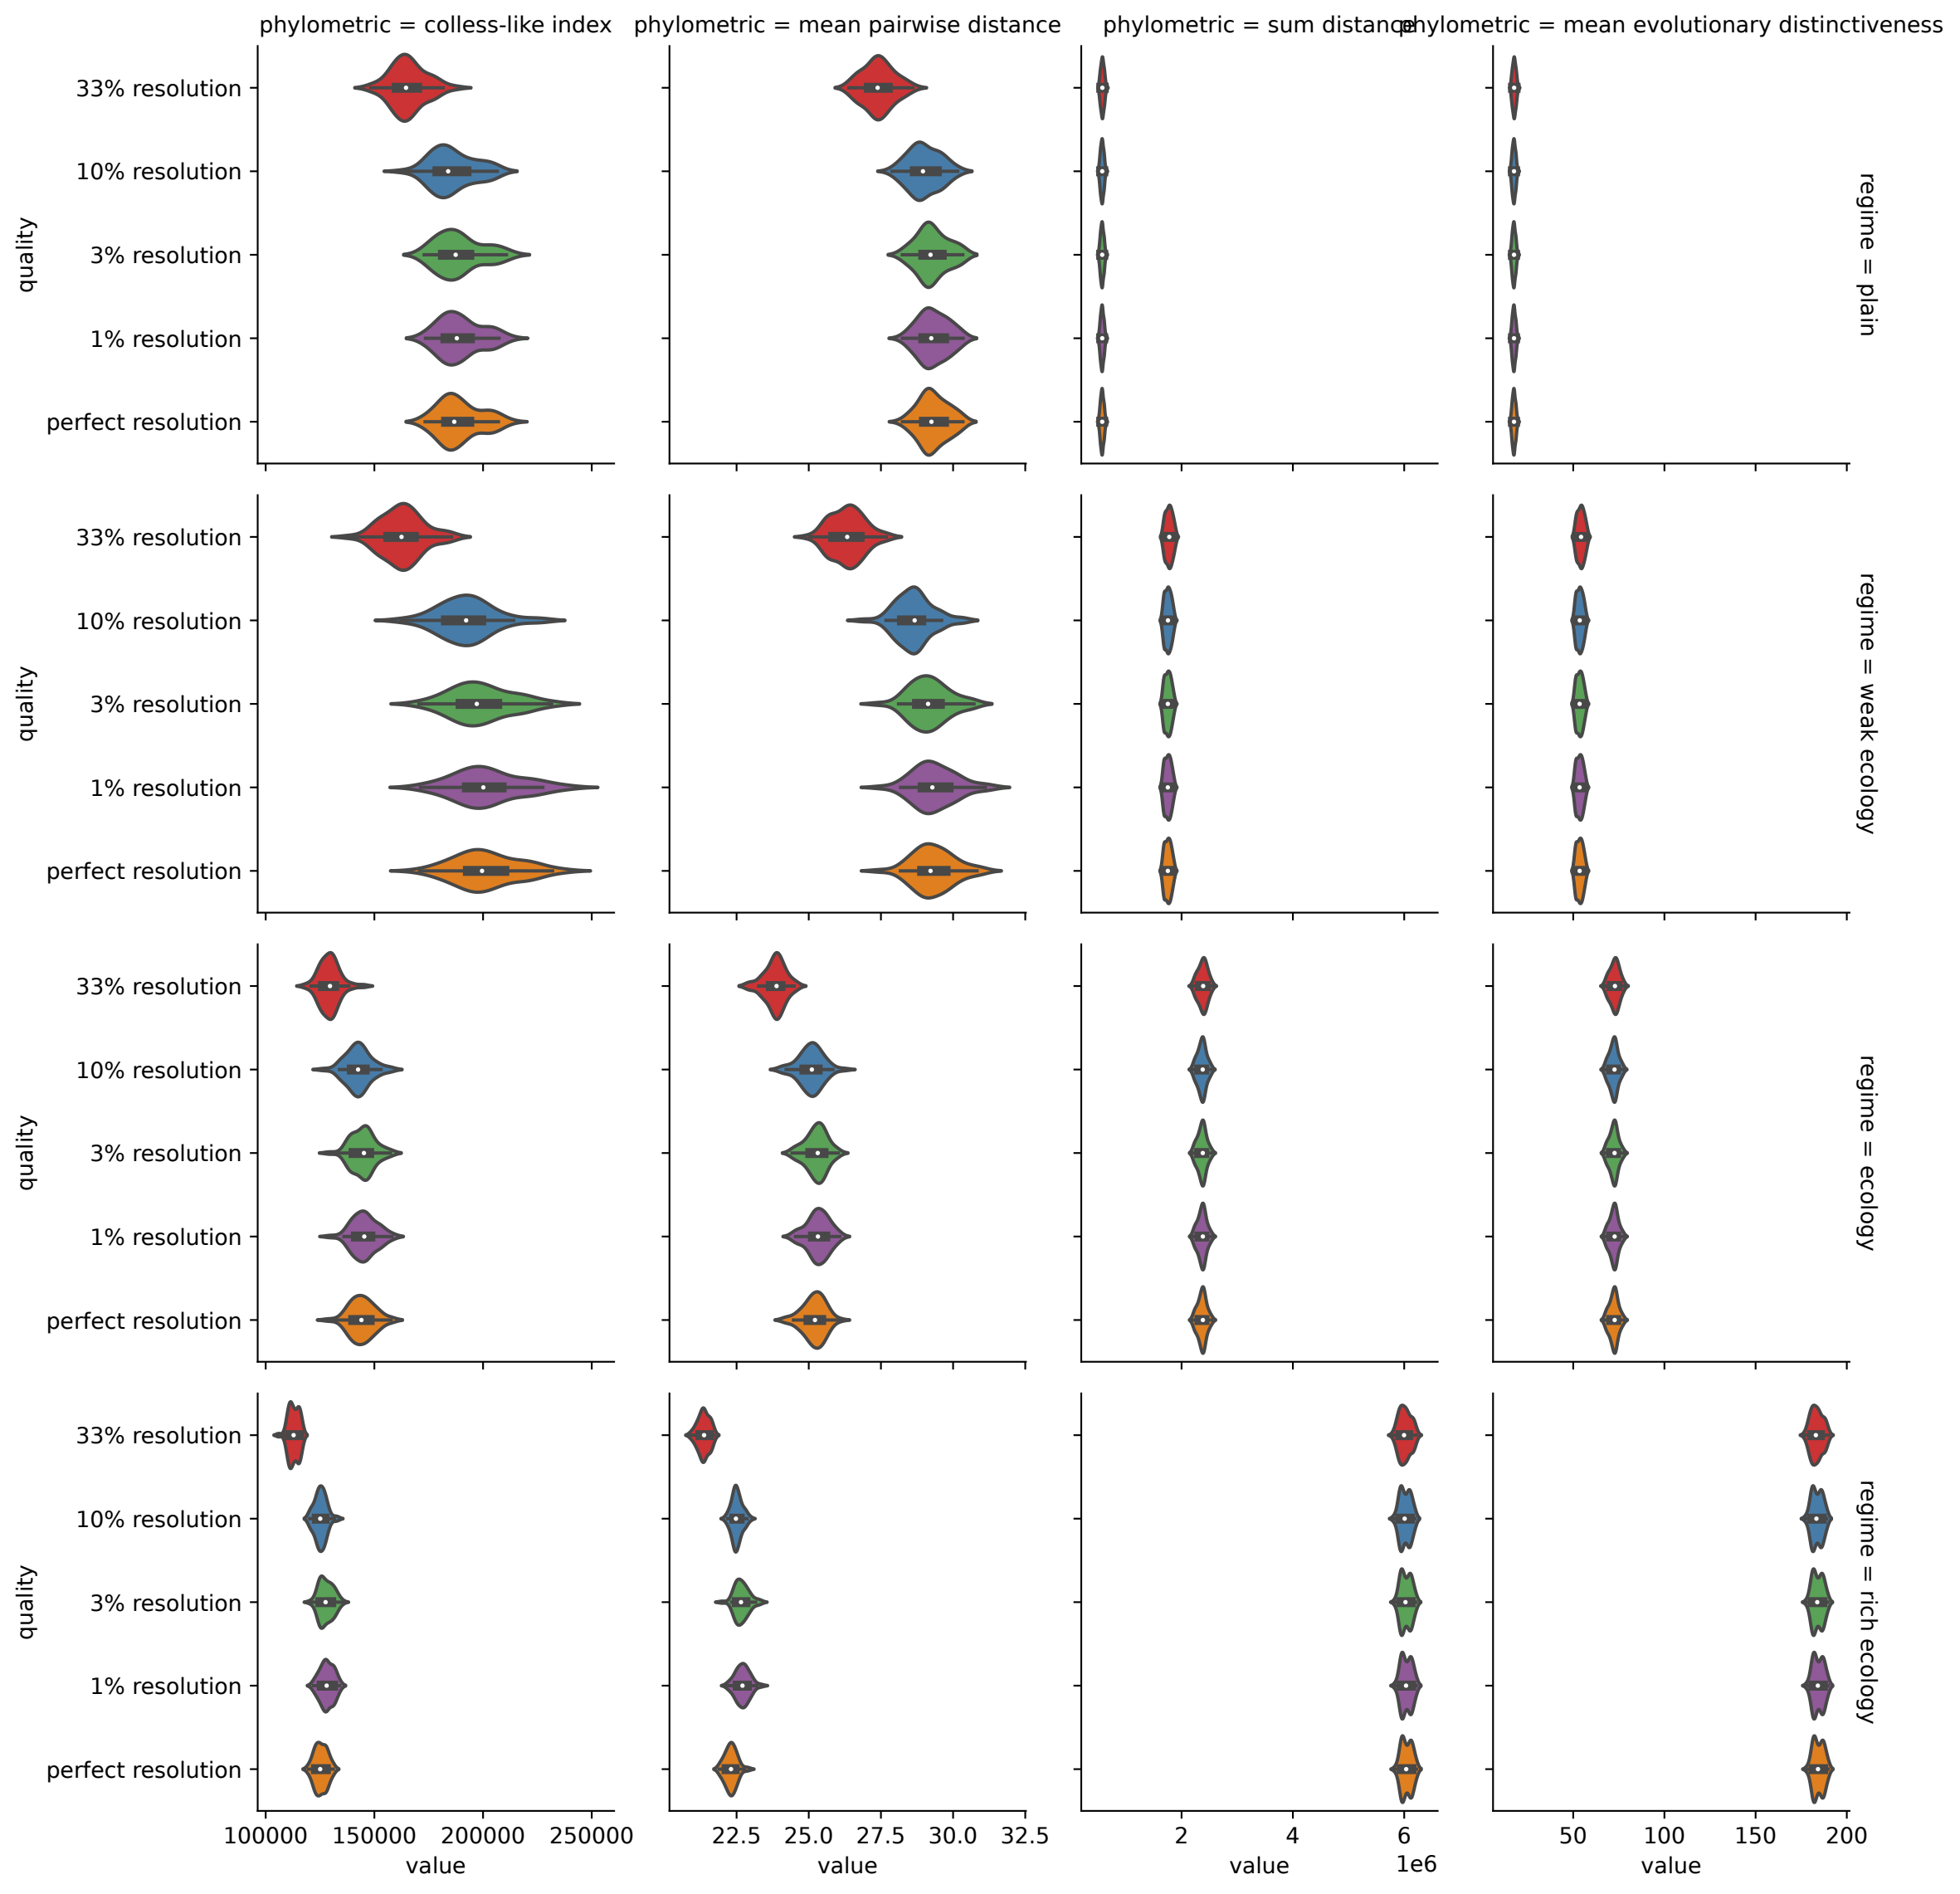 phylometric = colless-like index
phylometric = mean pairwise distance
phylometric = sum distance
phylometric = mean evolutionary distinctiveness
quality
33% resolution
10% resolution
3% resolution
1% resolution
perfect resolution
regime = plain
quality
33% resolution
10% resolution
3% resolution
1% resolution
perfect resolution
regime = weak ecology
quality
33% resolution
10% resolution
3% resolution
1% resolution
perfect resolution
regime = ecology
quality
33% resolution
10% resolution
3% resolution
1% resolution
perfect resolution
regime = rich ecology
100000 150000 200000 250000
value
22.5 25.0 27.5 30.0 32.5
value
2 4 6
1e6
value
50 100 150 200
value